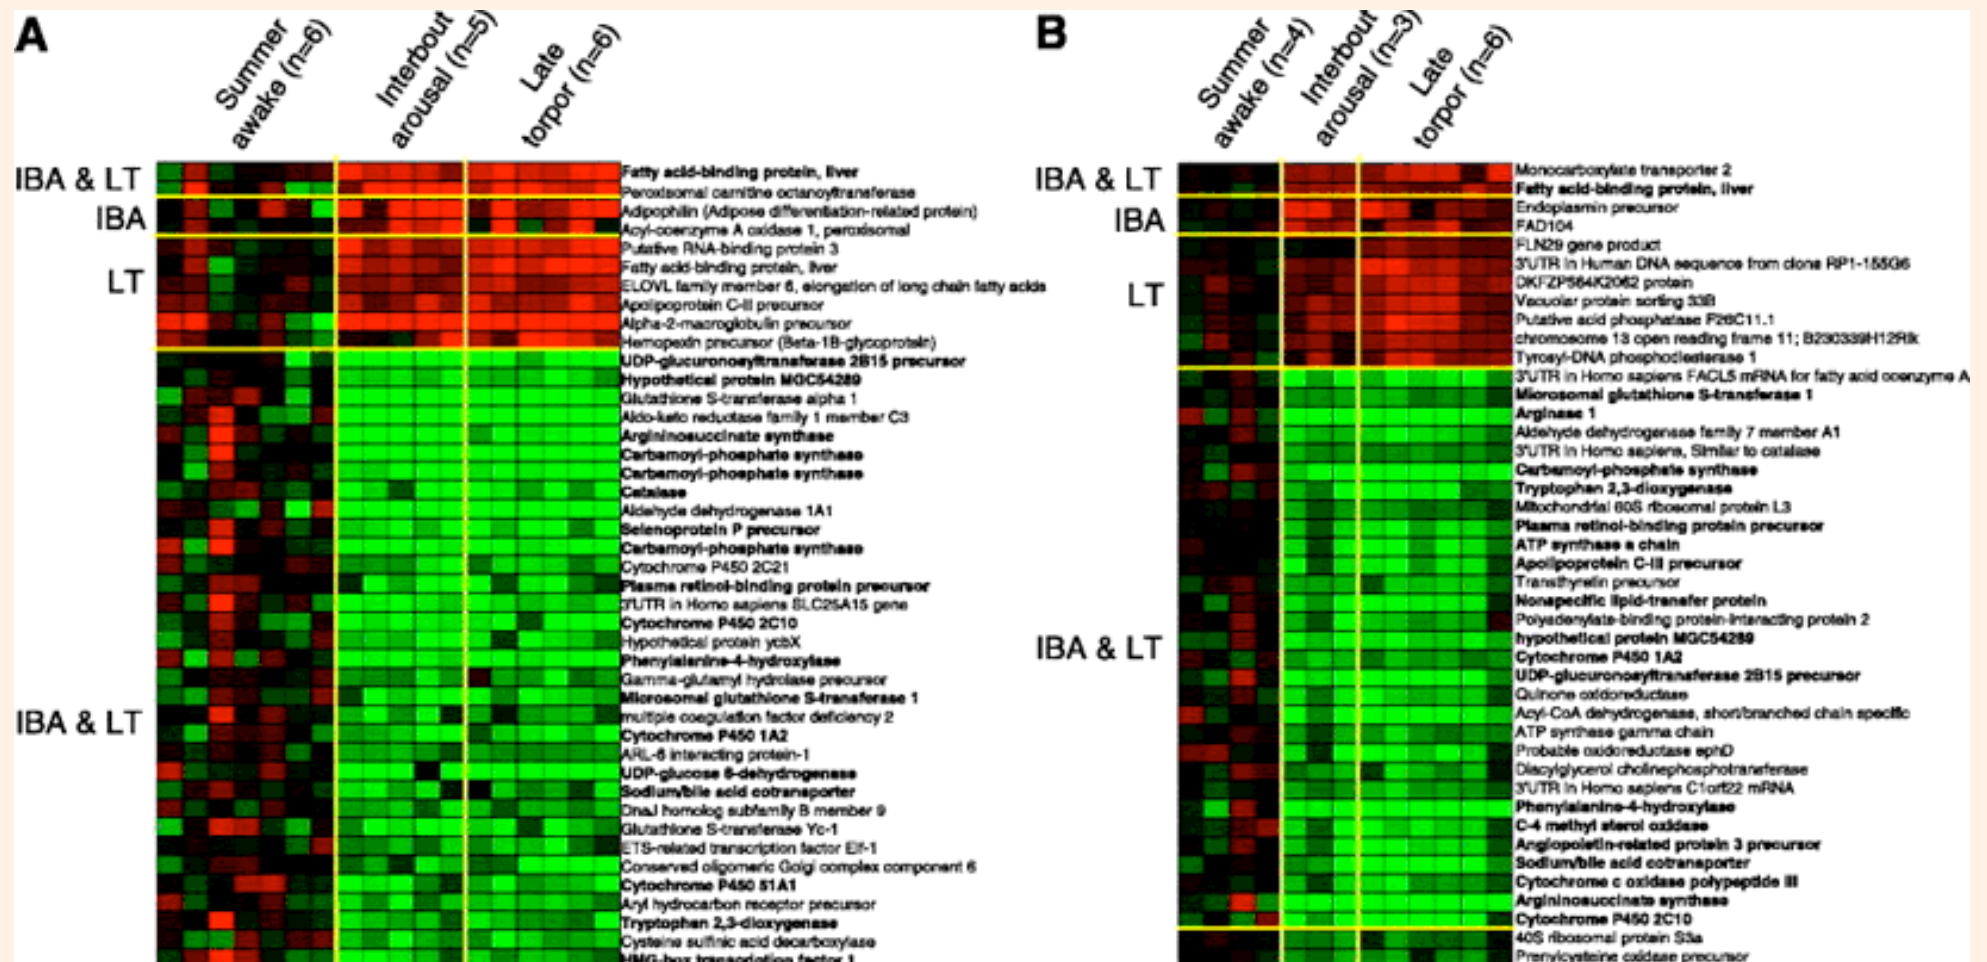 A
Summer
awake (n=6)
Interbout
arousal (n=5)
Late
torpor (n=6)
IBA & LT
IBA
LT
IBA & LT
Fatty acid-binding protein, liver
Peroxisomal carnitine octanoyltransferase
Adipophilin (Adipose differentiation-related protein)
Acyl-coenzyme A oxidase 1, peroxisomal
Putative RNA-binding protein 3
Fatty acid-binding protein, liver
ELOVL family member 6, elongation of long chain fatty acids
Apolipoprotein C-II precursor
Alpha-2-macroglobulin precursor
Hemopexin precursor (Beta-1B-glycoprotein)
UDP-glucuronosyltransferase 2B15 precursor
Hypothetical protein MGC54289
Glutathione S-transferase alpha 1
Aldo-keto reductase family 1 member C3
Argininosuccinate synthase
Carbamoyl-phosphate synthase
Carbamoyl-phosphate synthase
Catalase
Aldehyde dehydrogenase 1A1
Selenoprotein P precursor
Carbamoyl-phosphate synthase
Cytochrome P450 2C21
Plasma retinol-binding protein precursor
3'UTR in Homo sapiens SLC25A15 gene
Cytochrome P450 2C10
Hypothetical protein ycbX
Phenylalanine-4-hydroxylase
Gamma-glutamyl hydrolase precursor
Microsomal glutathione S-transferase 1
multiple coagulation factor deficiency 2
Cytochrome P450 1A2
ARL-6 interacting protein-1
UDP-glucose 6-dehydrogenase
Sodium/bile acid cotransporter
DnaJ homolog subfamily B member 9
Glutathione S-transferase Yc-1
ETS-related transcription factor Elf-1
Conserved oligomeric Golgi complex component 6
Cytochrome P450 51A1
Aryl hydrocarbon receptor precursor
Tryptophan 2,3-dioxygenase
Cysteine sulfinic acid decarboxylase
HMG-box transcription factor 1
B
Summer
awake (n=4)
Interbout
arousal (n=3)
Late
torpor (n=6)
IBA & LT
IBA
LT
IBA & LT
Monocarboxylate transporter 2
Fatty acid-binding protein, liver
Endoplasmin precursor
FAD104
FLN29 gene product
3'UTR in Human DNA sequence from clone RP1-155G6
DKFZP564K2062 protein
Vacuolar protein sorting 33B
Putative acid phosphatase F26C11.1
chromosome 13 open reading frame 11; B230339H12Rik
Tyrosyl-DNA phosphodiesterase 1
3'UTR in Homo sapiens FACL5 mRNA for fatty acid coenzyme A
Microsomal glutathione S-transferase 1
Arginase 1
Aldehyde dehydrogenase family 7 member A1
3'UTR in Homo sapiens, Similar to catalase
Carbamoyl-phosphate synthase
Tryptophan 2,3-dioxygenase
Mitochondrial 60S ribosomal protein L3
Plasma retinol-binding protein precursor
ATP synthase a chain
Apolipoprotein C-III precursor
Transthyretin precursor
Nonspecific lipid-transfer protein
Polyadenylate-binding protein-interacting protein 2
hypothetical protein MGC54289
Cytochrome P450 1A2
UDP-glucuronosyltransferase 2B15 precursor
Quinone oxidoreductase
Acyl-CoA dehydrogenase, short/branched chain specific
ATP synthase gamma chain
Probable oxidoreductase ephD
Diacylglycerol cholinephosphotransferase
3'UTR in Homo sapiens C1orf22 mRNA
Phenylalanine-4-hydroxylase
C-4 methyl sterol oxidase
Angiopoietin-related protein 3 precursor
Sodium/bile acid cotransporter
Cytochrome c oxidase polypeptide III
Argininosuccinate synthase
Cytochrome P450 2C10
40S ribosomal protein S3a
Prenylcysteine oxidase precursor